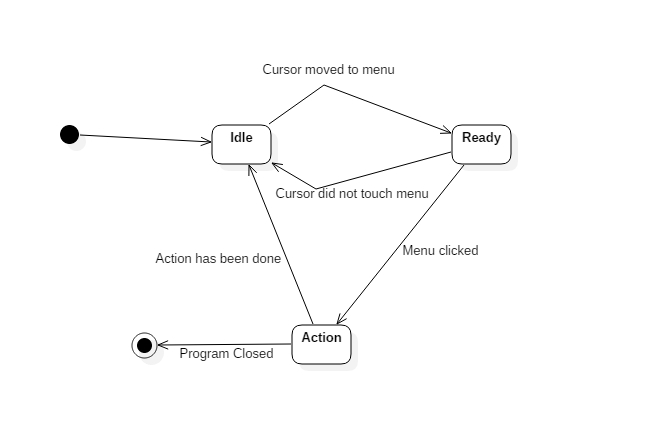 Cursor moved to menu
Idle
Ready
Cursor did not touch menu
Menu clicked
Action has been done
Action
Program Closed